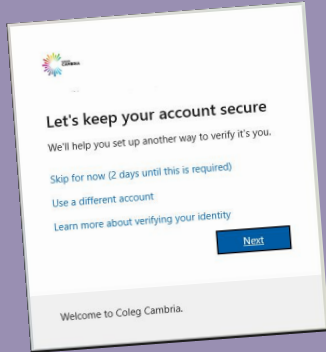 COLEG
CAMBRIA
Let's keep your account secure
We'll help you set up another way to verify it's you.
Skip for now (2 days until this is required)
Use a different account
Learn more about verifying your identity
Next
Welcome to Coleg Cambria.